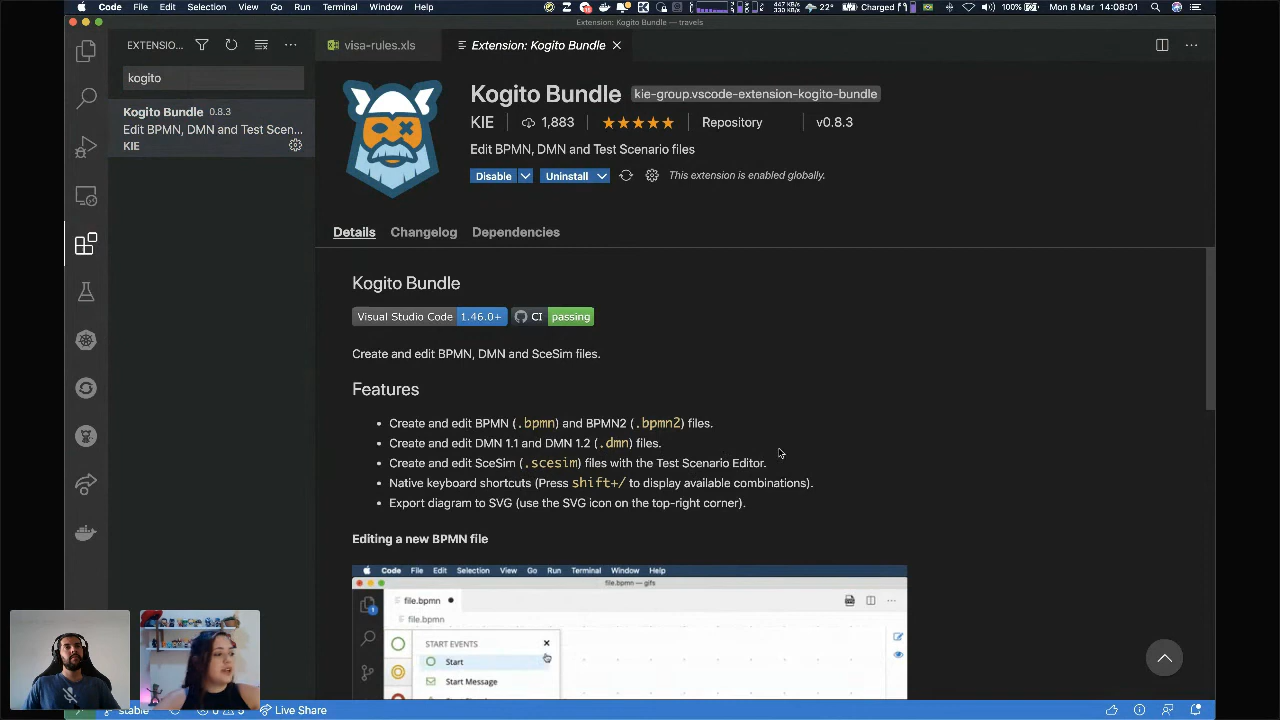 Code File Edit Selection View Go Run Terminal Window Help
447 KB/s
22°
Charged
100%
Mon 8 Mar 14:08:01
Extension: Kogito Bundle — travels
EXTENSIO...
visa-rules.xls
Extension: Kogito Bundle
kogito
Kogito Bundle 0.8.3
Edit BPMN, DMN and Test Scen...
KIE
Kogito Bundle
kie-group.vscode-extension-kogito-bundle
KIE 1,883 Repository v0.8.3
Edit BPMN, DMN and Test Scenario files
Disable Uninstall This extension is enabled globally.
Details Changelog Dependencies
Kogito Bundle
Visual Studio Code 1.46.0+ CI passing
Create and edit BPMN, DMN and SceSim files.
Features
• Create and edit BPMN (.bpmn) and BPMN2 (.bpmn2) files.
• Create and edit DMN 1.1 and DMN 1.2 (.dmn) files.
• Create and edit SceSim (.scesim) files with the Test Scenario Editor.
• Native keyboard shortcuts (Press shift+/ to display available combinations).
• Export diagram to SVG (use the SVG icon on the top-right corner).
Editing a new BPMN file
Code File Edit Selection View Go Run Terminal Window Help
file.bpmn — gifs
file.bpmn
file.bpmn
START EVENTS
Start
Start Message
stable
Live Share